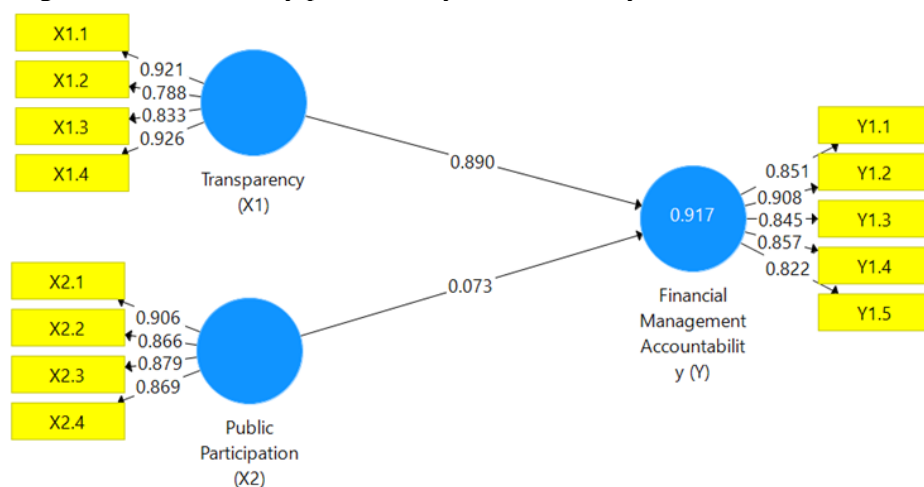 X1.1
X1.2
X1.3
X1.4
0.921
0.788
0.833
0.926
Transparency
(X1)
0.890
X2.1
X2.2
X2.3
X2.4
0.906
0.866
0.879
0.869
Public
Participation
(X2)
0.073
0.917
Financial
Management
Accountabilit
y (Y)
0.851
0.908
0.845
0.857
0.822
Y1.1
Y1.2
Y1.3
Y1.4
Y1.5